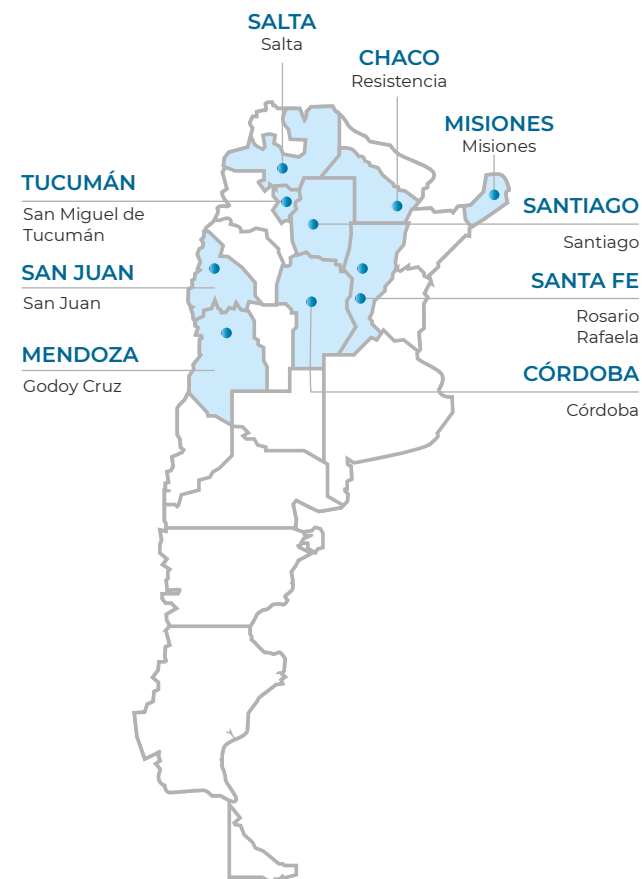 SALTA
Salta
CHACO
Resistencia
MISIONES
Misiones
TUCUMÁN
San Miguel de
Tucumán
SANTIAGO
Santiago
SAN JUAN
San Juan
SANTA FE
Rosario
Rafaela
MENDOZA
Godoy Cruz
CÓRDOBA
Córdoba